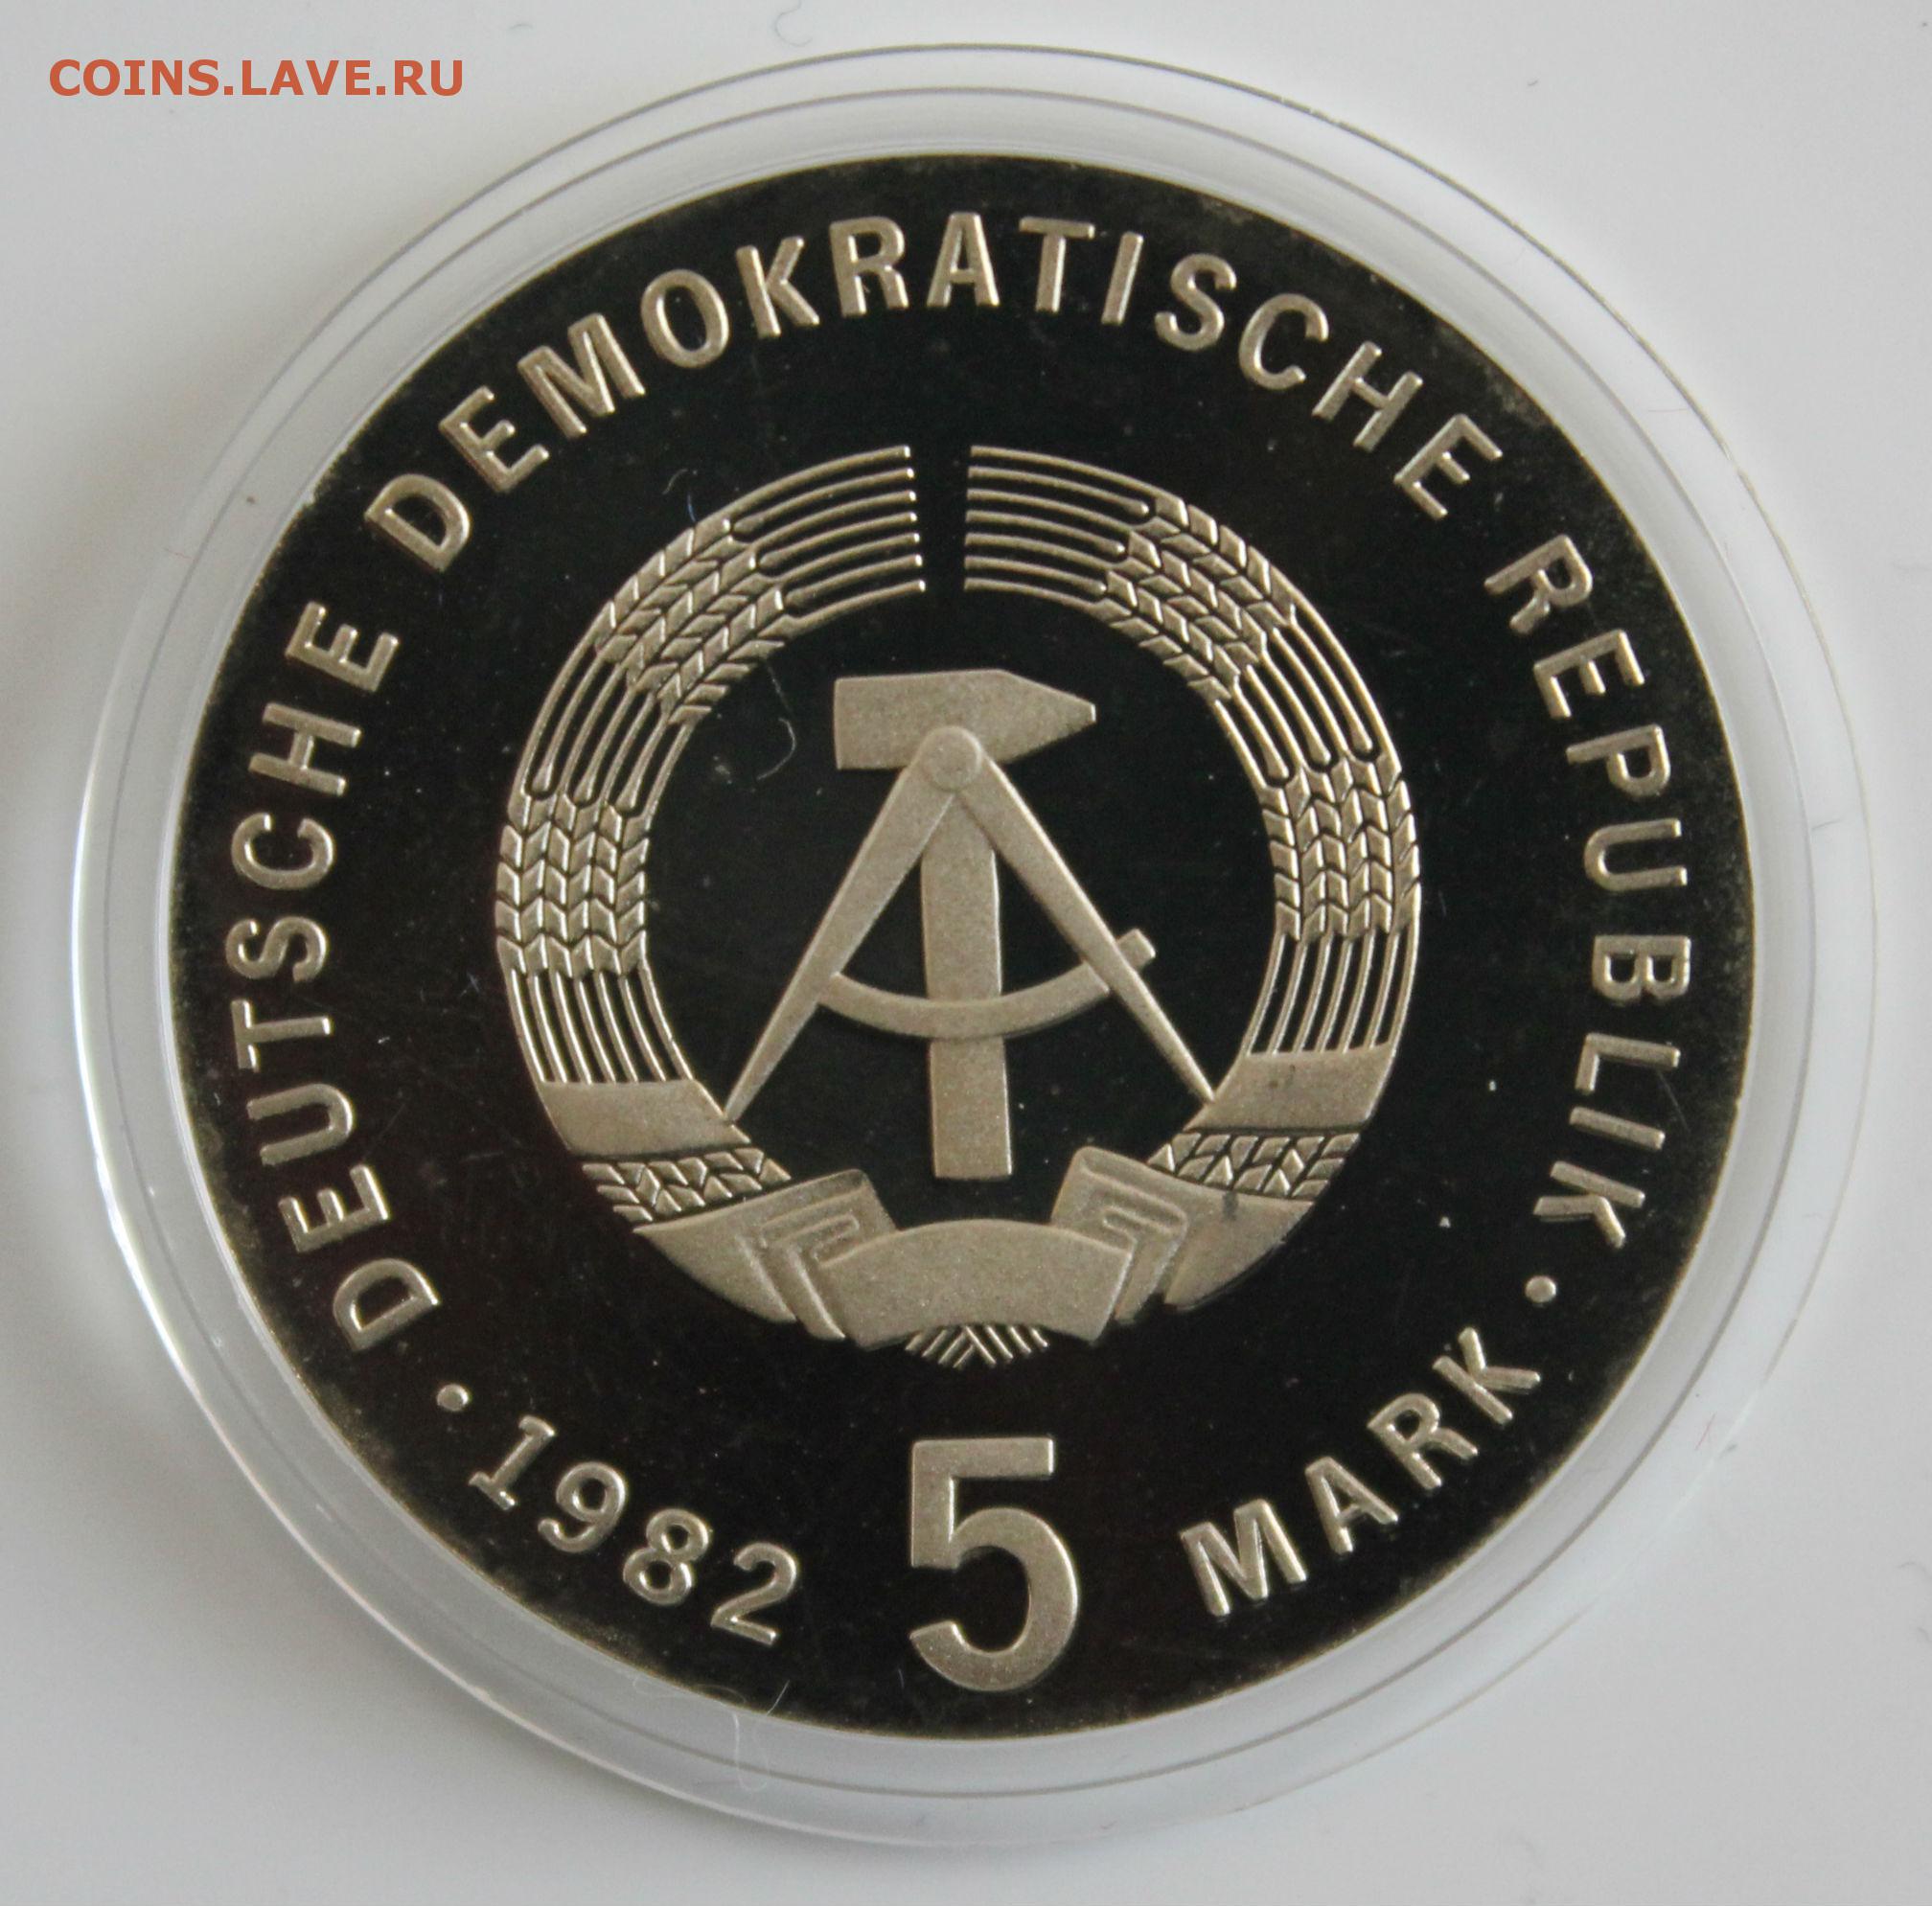 COINS.LAVE.RU
DEUTSCHE DEMOKRATISCHE REPUBLIK
• 1982 5 MARK •